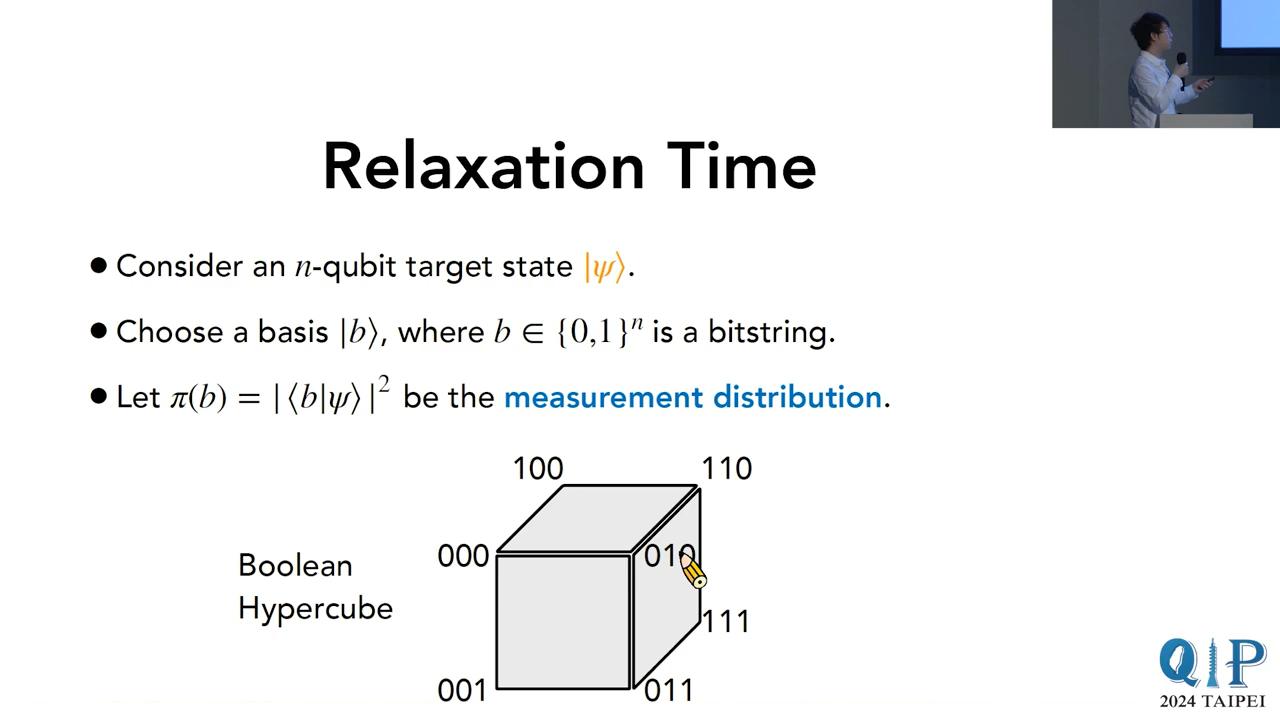 Relaxation Time
• Consider an n-qubit target state |ψ⟩.
• Choose a basis |b⟩, where b ∈ {0,1}ⁿ is a bitstring.
• Let π(b) = |⟨b|ψ⟩|² be the measurement distribution.
100
110
000
010
Boolean
Hypercube
111
001
011
QIP
2024 TAIPEI